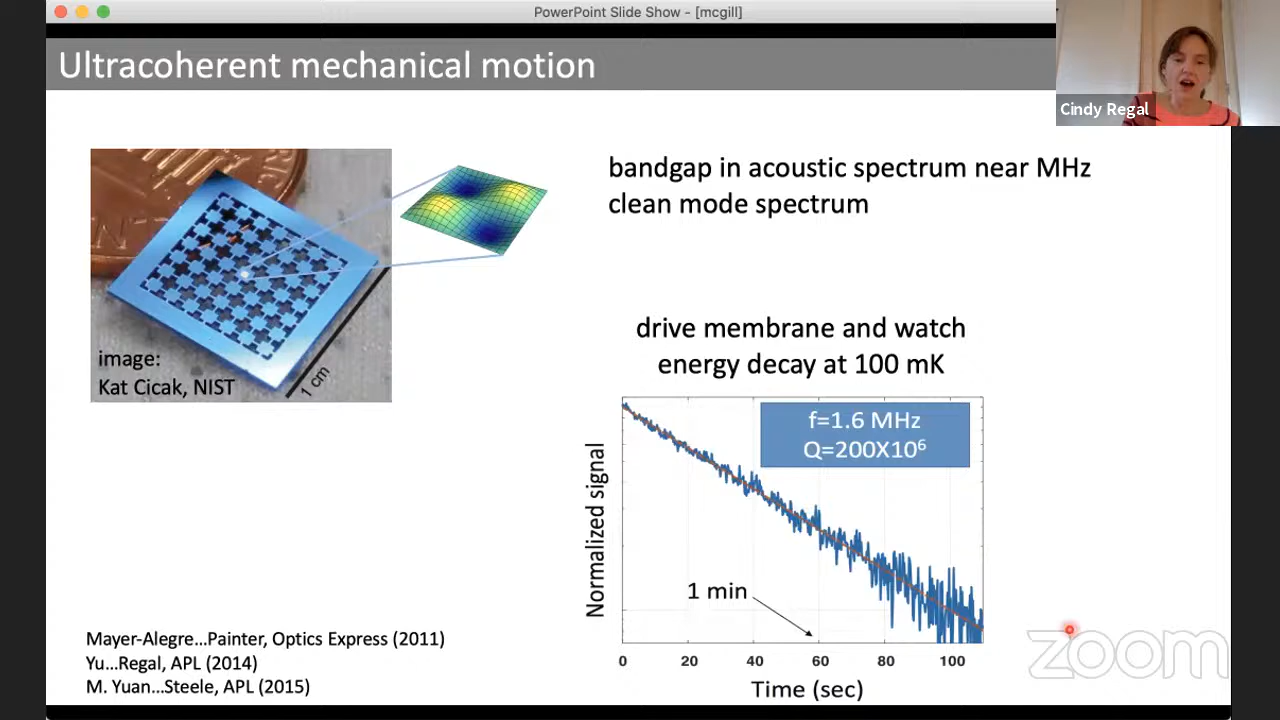 PowerPoint Slide Show - [mcgill]
Ultracoherent mechanical motion
Cindy Regal
bandgap in acoustic spectrum near MHz
clean mode spectrum
image:
Kat Cicak, NIST
1 cm
drive membrane and watch
energy decay at 100 mK
f=1.6 MHz
Q=200X10⁶
Normalized signal
1 min
0 20 40 60 80 100
Time (sec)
Mayer-Alegre...Painter, Optics Express (2011)
Yu...Regal, APL (2014)
M. Yuan...Steele, APL (2015)
zoom